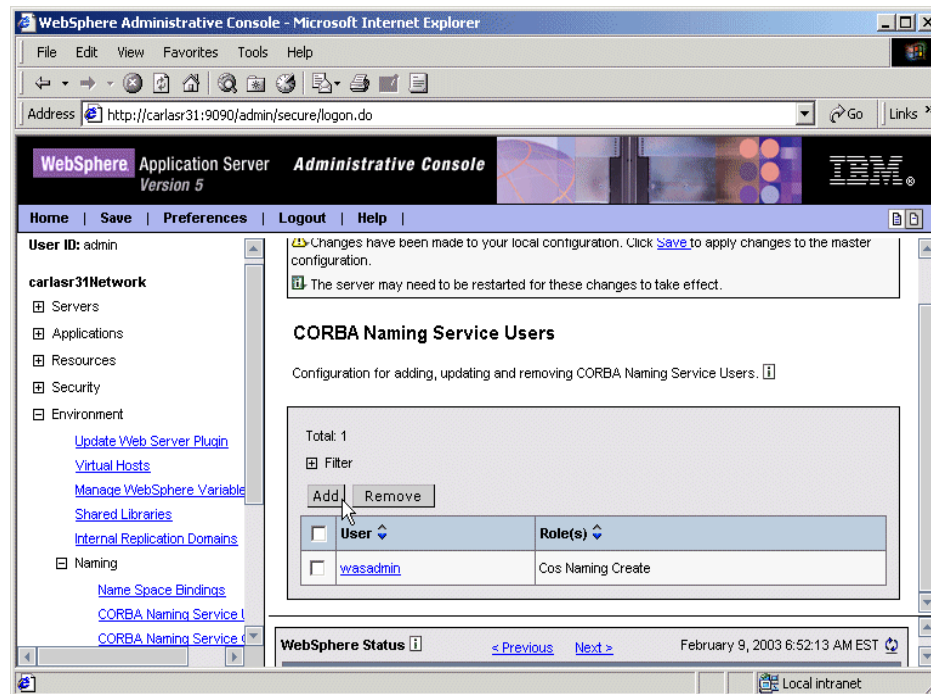 WebSphere Administrative Console - Microsoft Internet Explorer
File Edit View Favorites Tools Help
Address http://carlasr31:9090/admin/secure/logon.do Go Links »
WebSphere. Application Server Administrative Console
Version 5
IBM®
Home | Save | Preferences | Logout | Help |
User ID: admin
carlasr31Network
Servers
Applications
Resources
Security
Environment
Update Web Server Plugin
Virtual Hosts
Manage WebSphere Variable
Shared Libraries
Internal Replication Domains
Naming
Name Space Bindings
CORBA Naming Service
CORBA Naming Service
Changes have been made to your local configuration. Click Save to apply changes to the master
configuration.
The server may need to be restarted for these changes to take effect.
CORBA Naming Service Users
Configuration for adding, updating and removing CORBA Naming Service Users. i
Total: 1
Filter
Add Remove
User Role(s)
wasadmin Cos Naming Create
WebSphere Status i < Previous Next > February 9, 2003 6:52:13 AM EST
Local intranet